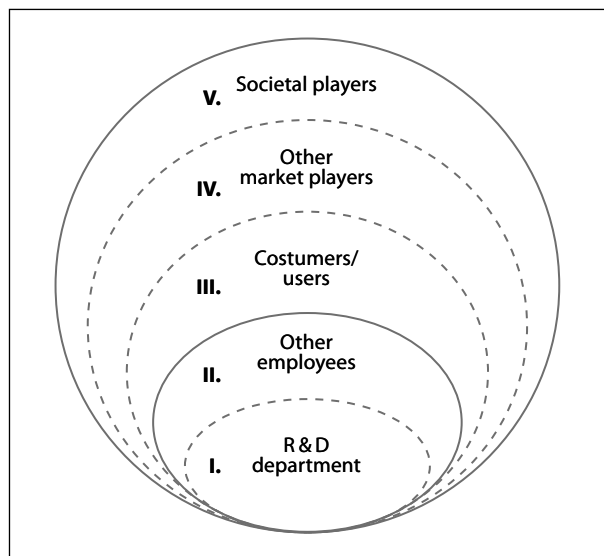 V. Societal players
Other
IV. market players
Costumers/
III. users
Other
II. employees
R & D
I. department